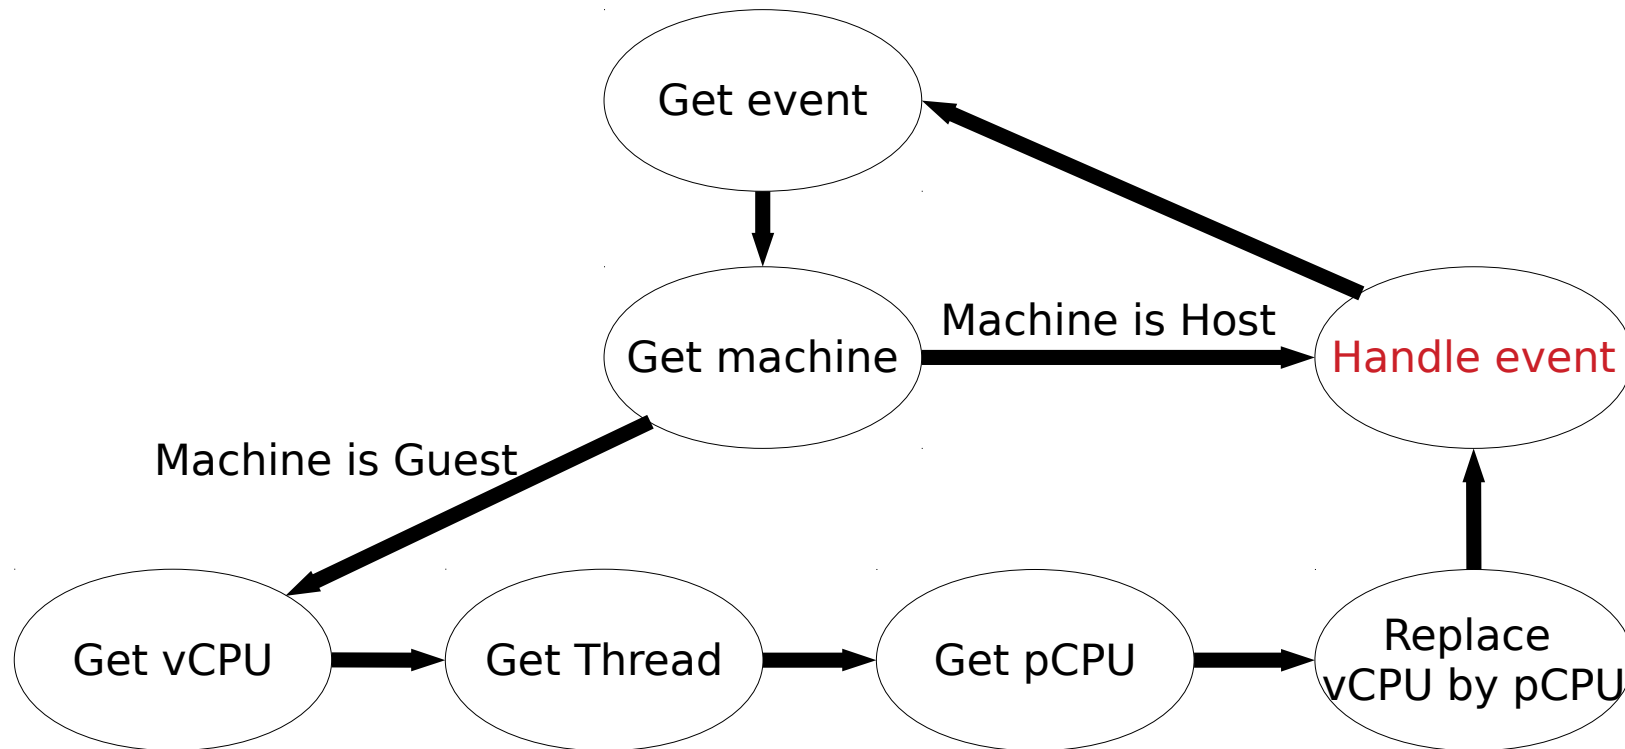 Get event
Machine is Host
Get machine
Handle event
Machine is Guest
Get vCPU
Get Thread
Get pCPU
Replace
vCPU by pCPU